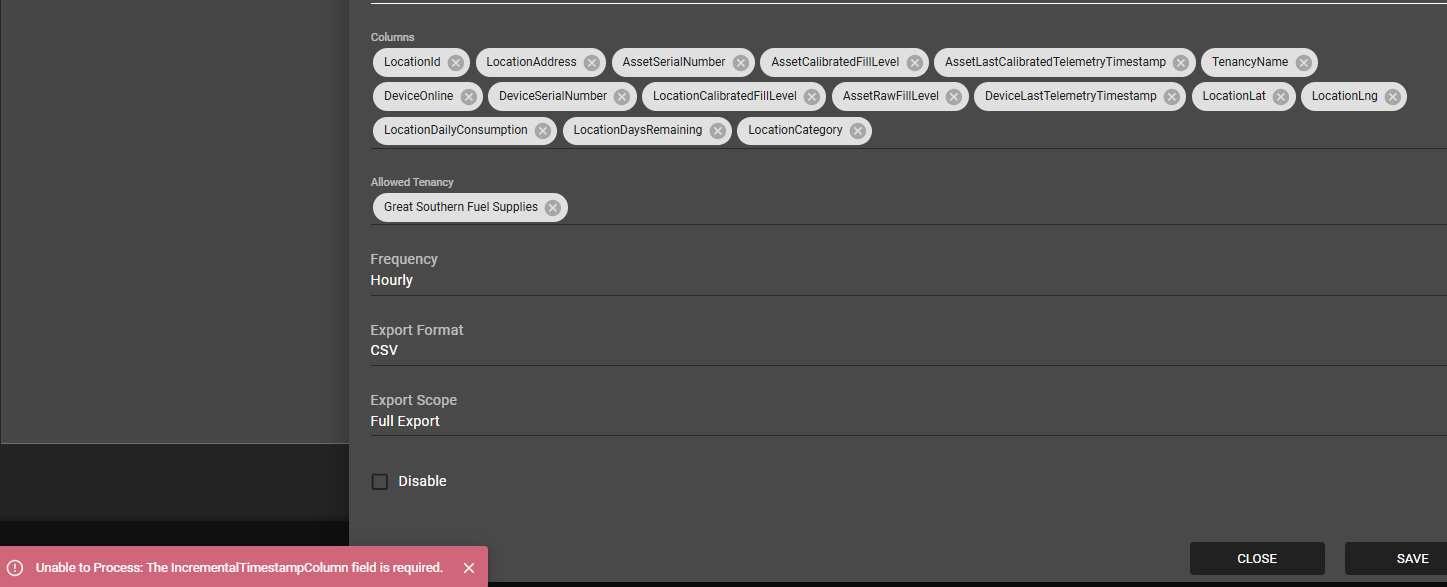 Columns
LocationId LocationAddress AssetSerialNumber AssetCalibratedFillLevel AssetLastCalibratedTelemetryTimestamp TenancyName
DeviceOnline DeviceSerialNumber LocationCalibratedFillLevel AssetRawFillLevel DeviceLastTelemetryTimestamp LocationLat LocationLng
LocationDailyConsumption LocationDaysRemaining LocationCategory
Allowed Tenancy
Great Southern Fuel Supplies
Frequency
Hourly
Export Format
CSV
Export Scope
Full Export
Disable
CLOSE SAVE
Unable to Process: The IncrementalTimestampColumn field is required.